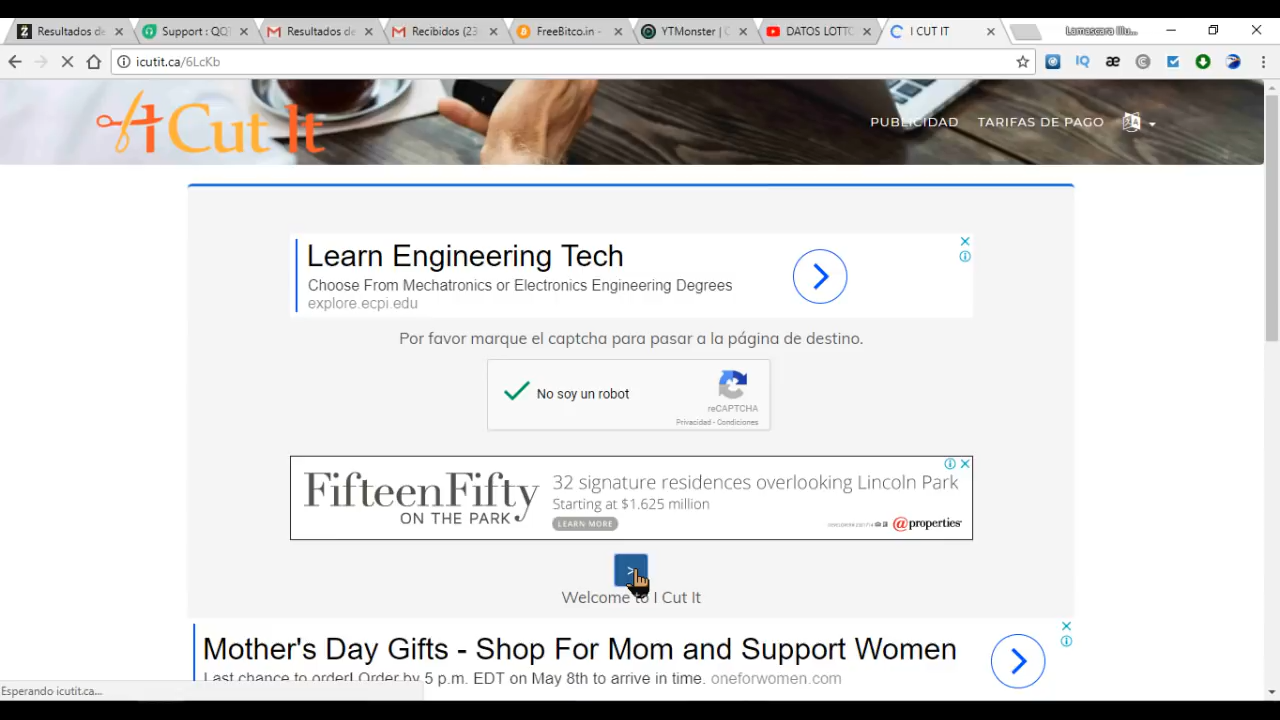 Resultados de
Support : QQT
Resultados de
Recibidos (23
FreeBitco.in -
YTMonster | C
DATOS LOTTO
I CUT IT
Lamascara Illu...
icutit.ca/6LcKb
I Cut It
PUBLICIDAD TARIFAS DE PAGO
Learn Engineering Tech
Choose From Mechatronics or Electronics Engineering Degrees
explore.ecpi.edu
Por favor marque el captcha para pasar a la página de destino.
No soy un robot
reCAPTCHA
Privacidad - Condiciones
FifteenFifty
ON THE PARK
32 signature residences overlooking Lincoln Park
Starting at $1.625 million
LEARN MORE
@properties
>
Welcome to I Cut It
Mother's Day Gifts - Shop For Mom and Support Women
Last chance to order! Order by 5 p.m. EDT on May 8th to arrive in time. oneforwomen.com
Esperando icutit.ca...